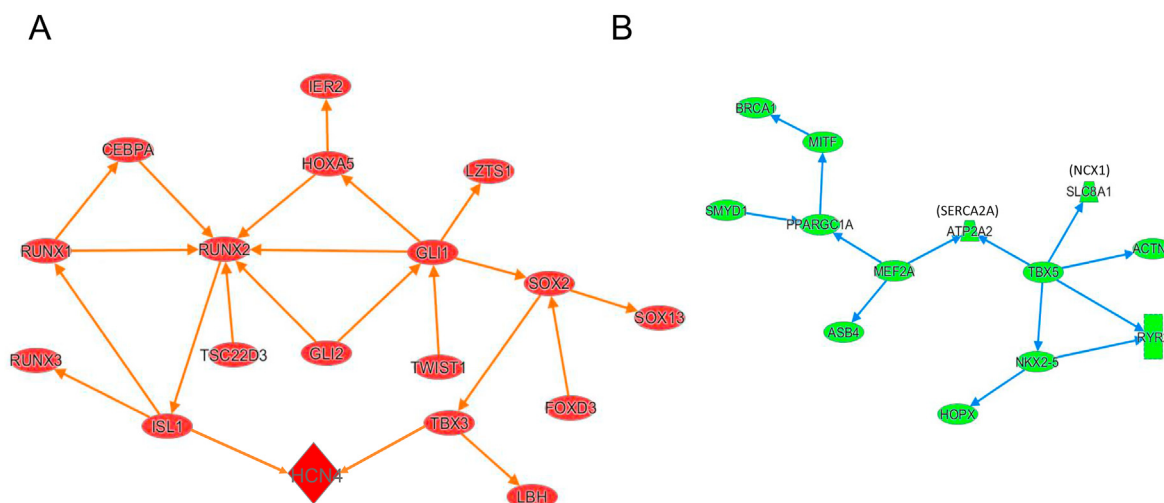 A
B
IER2
CEBPA
HOXA5
LZTS1
RUNX1
RUNX2
GLI1
SOX2
SOX13
RUNX3
TSC22D3
GLI2
TWIST1
FOXD3
ISL1
TBX3
HCN4
LBH
BRCA1
MITF
(NCX1)
SLC8A1
SMYD1
PPARGC1A
(SERCA2A)
ATP2A2
ACTN
MEF2A
TBX5
ASB4
NKX2-5
HOPX